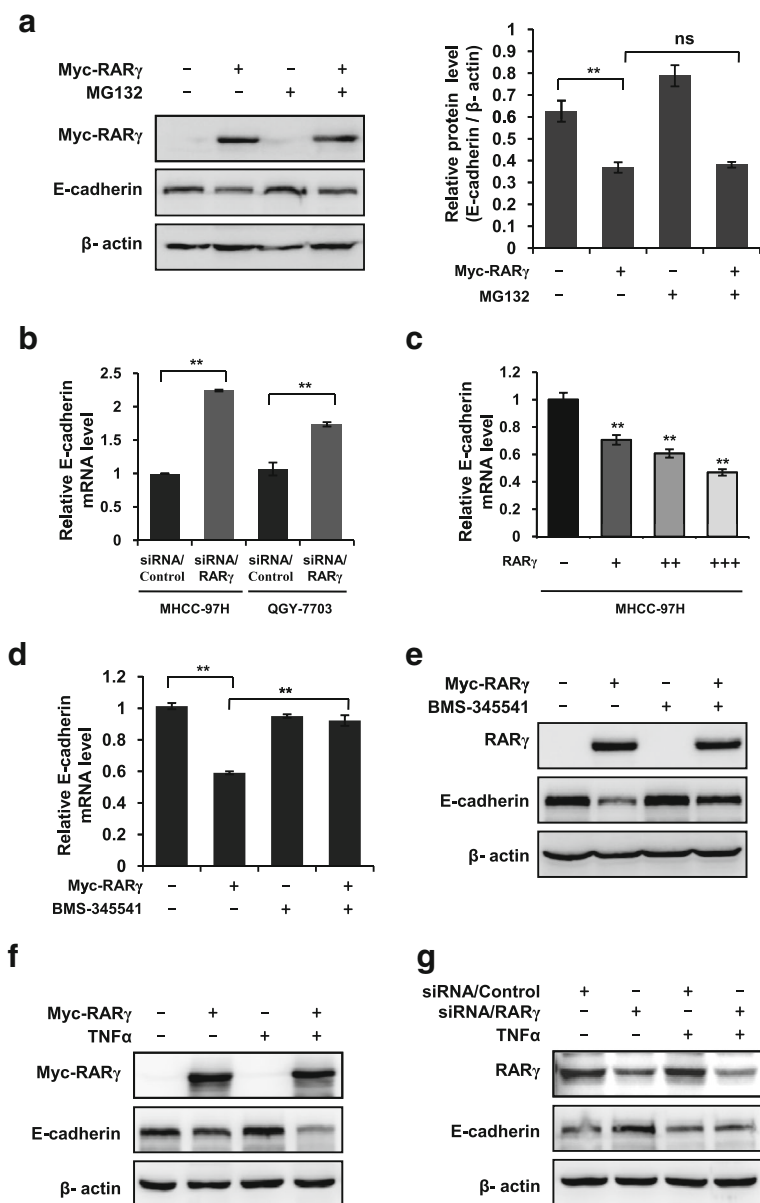 a
Myc-RARγ – + – +
MG132 – – + +
Myc-RARγ
E-cadherin
β- actin
Relative protein level
(E-cadherin / β- actin)
1
0.9
0.8
0.7
0.6
0.5
0.4
0.3
0.2
0.1
0
**
ns
Myc-RARγ – + – +
MG132 – – + +
b
Relative E-cadherin
mRNA level
2.5
2
1.5
1
0.5
0
**
**
siRNA/ siRNA/ siRNA/ siRNA/
Control RARγ Control RARγ
MHCC-97H QGY-7703
c
Relative E-cadherin
mRNA level
1.2
1
0.8
0.6
0.4
0.2
0
** ** **
RARγ – + ++ +++
MHCC-97H
d
Relative E-cadherin
mRNA level
1.2
1
0.8
0.6
0.4
0.2
0
**
**
Myc-RARγ – + – +
BMS-345541 – – + +
e
Myc-RARγ – + – +
BMS-345541 – – + +
RARγ
E-cadherin
β- actin
f
Myc-RARγ – + – +
TNFα – – + +
Myc-RARγ
E-cadherin
β- actin
g
siRNA/Control + – + –
siRNA/RARγ – + – +
TNFα – – + +
RARγ
E-cadherin
β- actin